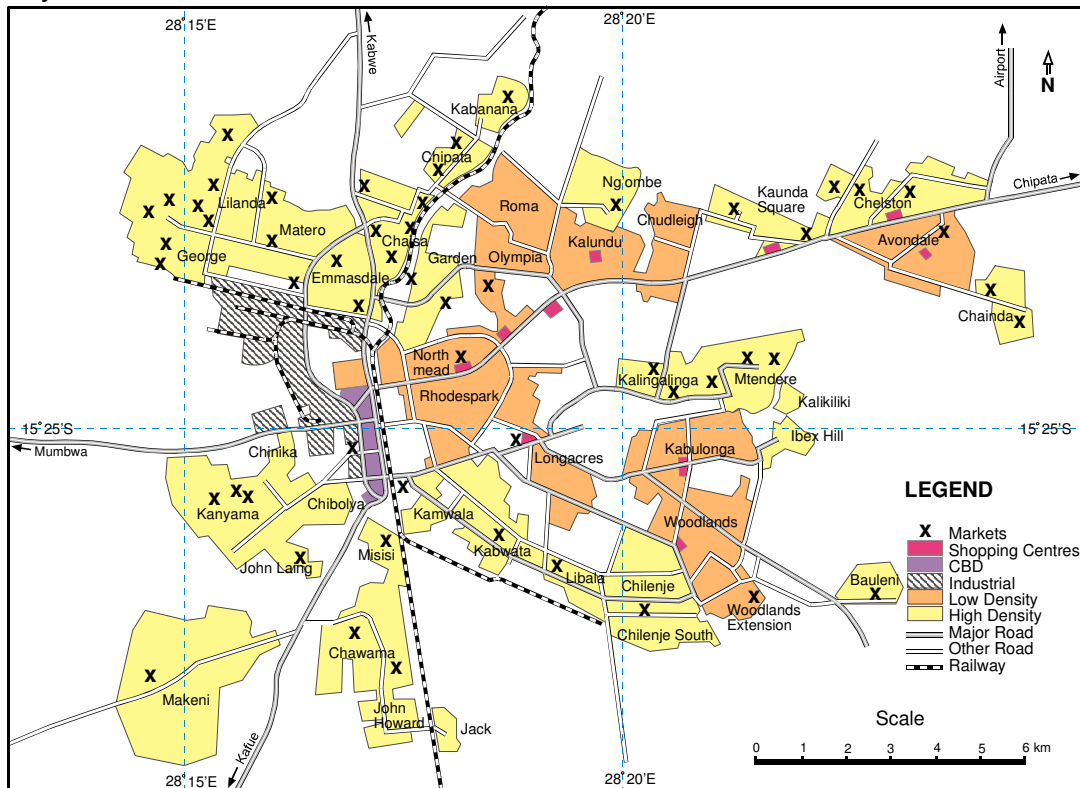 28°15'E
28°20'E
Kabwe
Airport
N
Kabanana
Chipata
Chipata
Ng'ombe
Kaunda
Square
Chelston
Lilanda
Roma
Chudleigh
Matero
Chaisa
Kalundu
Avondale
George
Garden
Olympia
Emmasdale
Chainda
North
mead
Kalingalinga
Mtendere
Rhodespark
Kalikiliki
15°25'S
15°25'S
Mumbwa
Chinika
Ibex Hill
Longacres
Kabulonga
Kanyama
Chibolya
Kamwala
Woodlands
Misisi
Kabwata
John Laing
Libala
Chilenje
Bauleni
Woodlands
Extension
Chilenje South
Chawama
Makeni
John
Howard
Jack
Kafue
28°15'E
28°20'E
LEGEND
X Markets
Shopping Centres
CBD
Industrial
Low Density
High Density
Major Road
Other Road
Railway
Scale
0 1 2 3 4 5 6 km